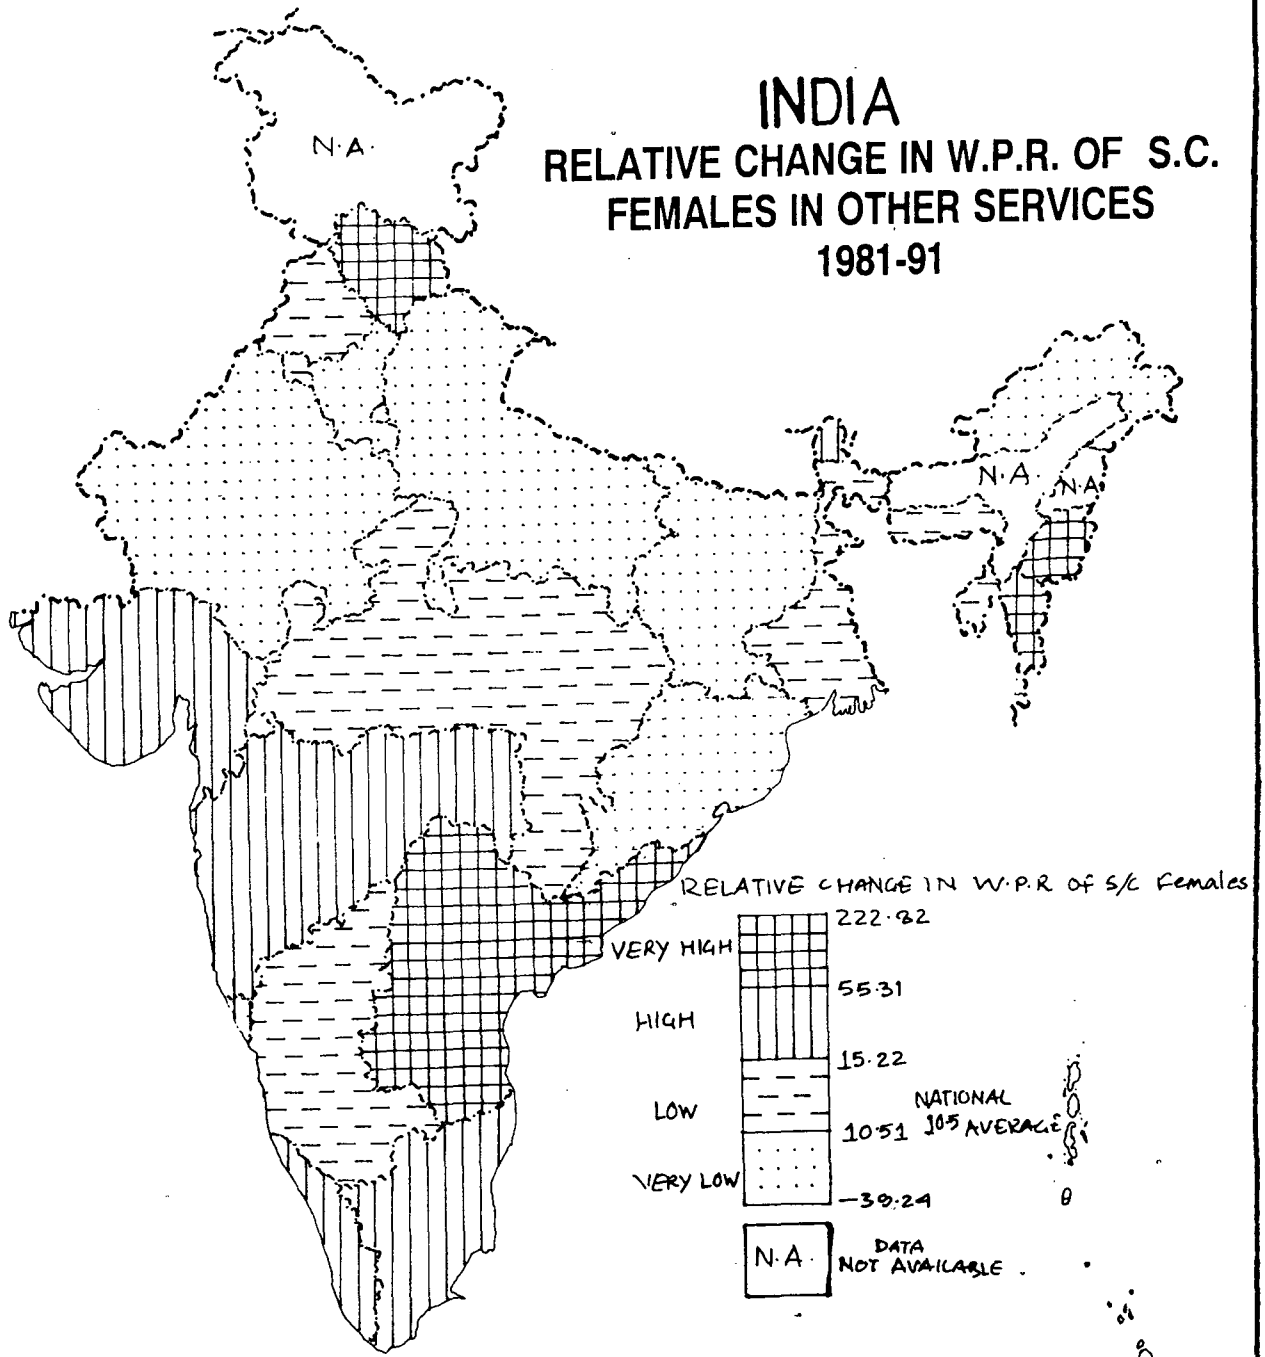 INDIA
RELATIVE CHANGE IN W.P.R. OF S.C.
FEMALES IN OTHER SERVICES
1981-91
N.A.
N.A.
N.A.
RELATIVE CHANGE IN W.P.R OF S/C Females
222.82
VERY HIGH
55.31
HIGH
15.22
LOW
NATIONAL
10.51 10.5 AVERAGE
VERY LOW
-39.24
N.A.
DATA
NOT AVAILABLE